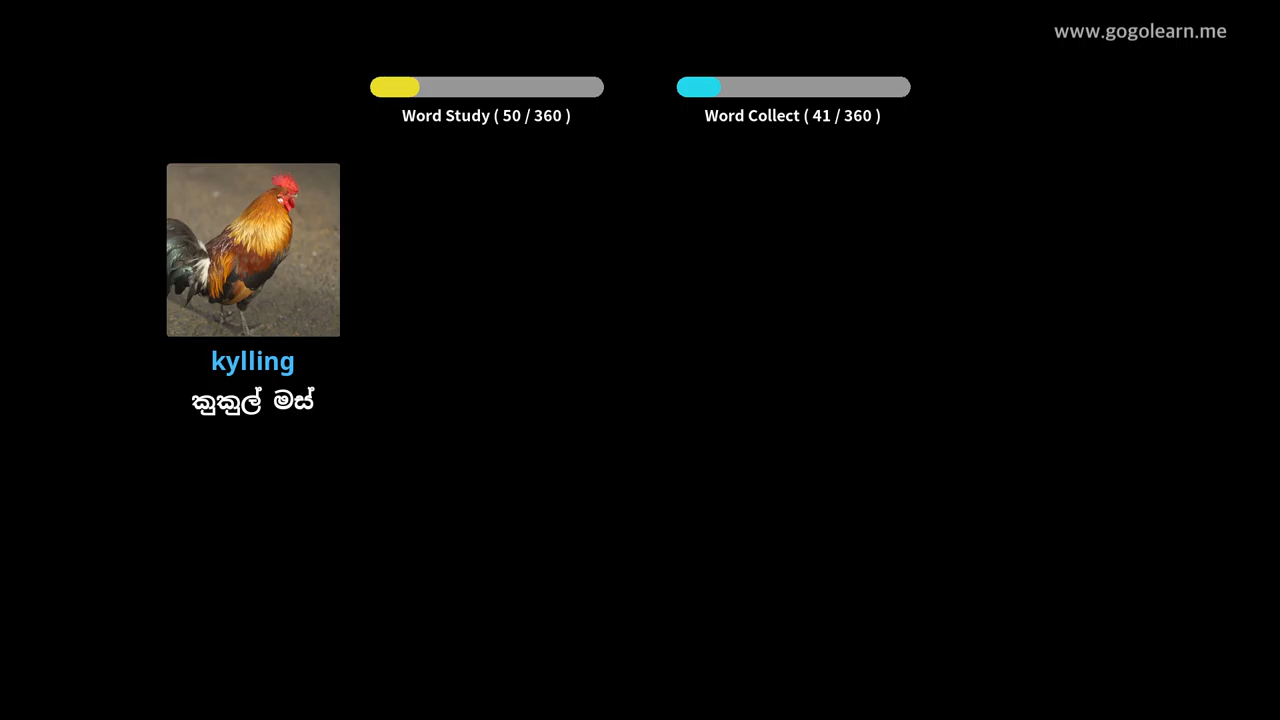 www.gogolearn.me
Word Study ( 50 / 360 )
Word Collect ( 41 / 360 )
kylling
කුකුල් මස්